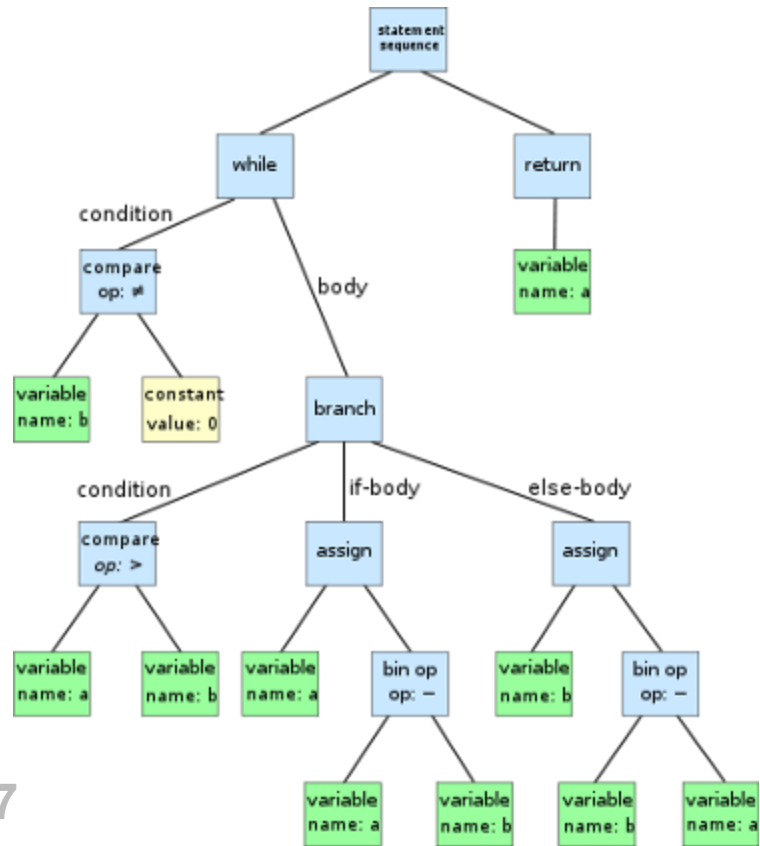 statement
sequence
while
return
condition
compare
op: ≠
body
variable
name: a
variable
name: b
constant
value: 0
branch
condition
if-body
else-body
compare
op: >
assign
assign
variable
name: a
variable
name: b
variable
name: a
bin op
op: −
variable
name: b
bin op
op: −
7
variable
name: a
variable
name: b
variable
name: b
variable
name: a